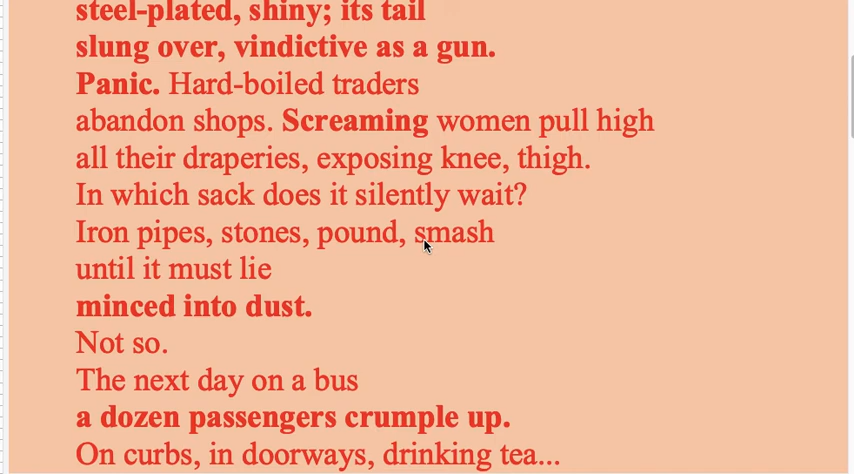 steel-plated, shiny; its tail
slung over, vindictive as a gun.
Panic. Hard-boiled traders
abandon shops. Screaming women pull high
all their draperies, exposing knee, thigh.
In which sack does it silently wait?
Iron pipes, stones, pound, smash
until it must lie
minced into dust.
Not so.
The next day on a bus
a dozen passengers crumple up.
On curbs, in doorways, drinking tea...